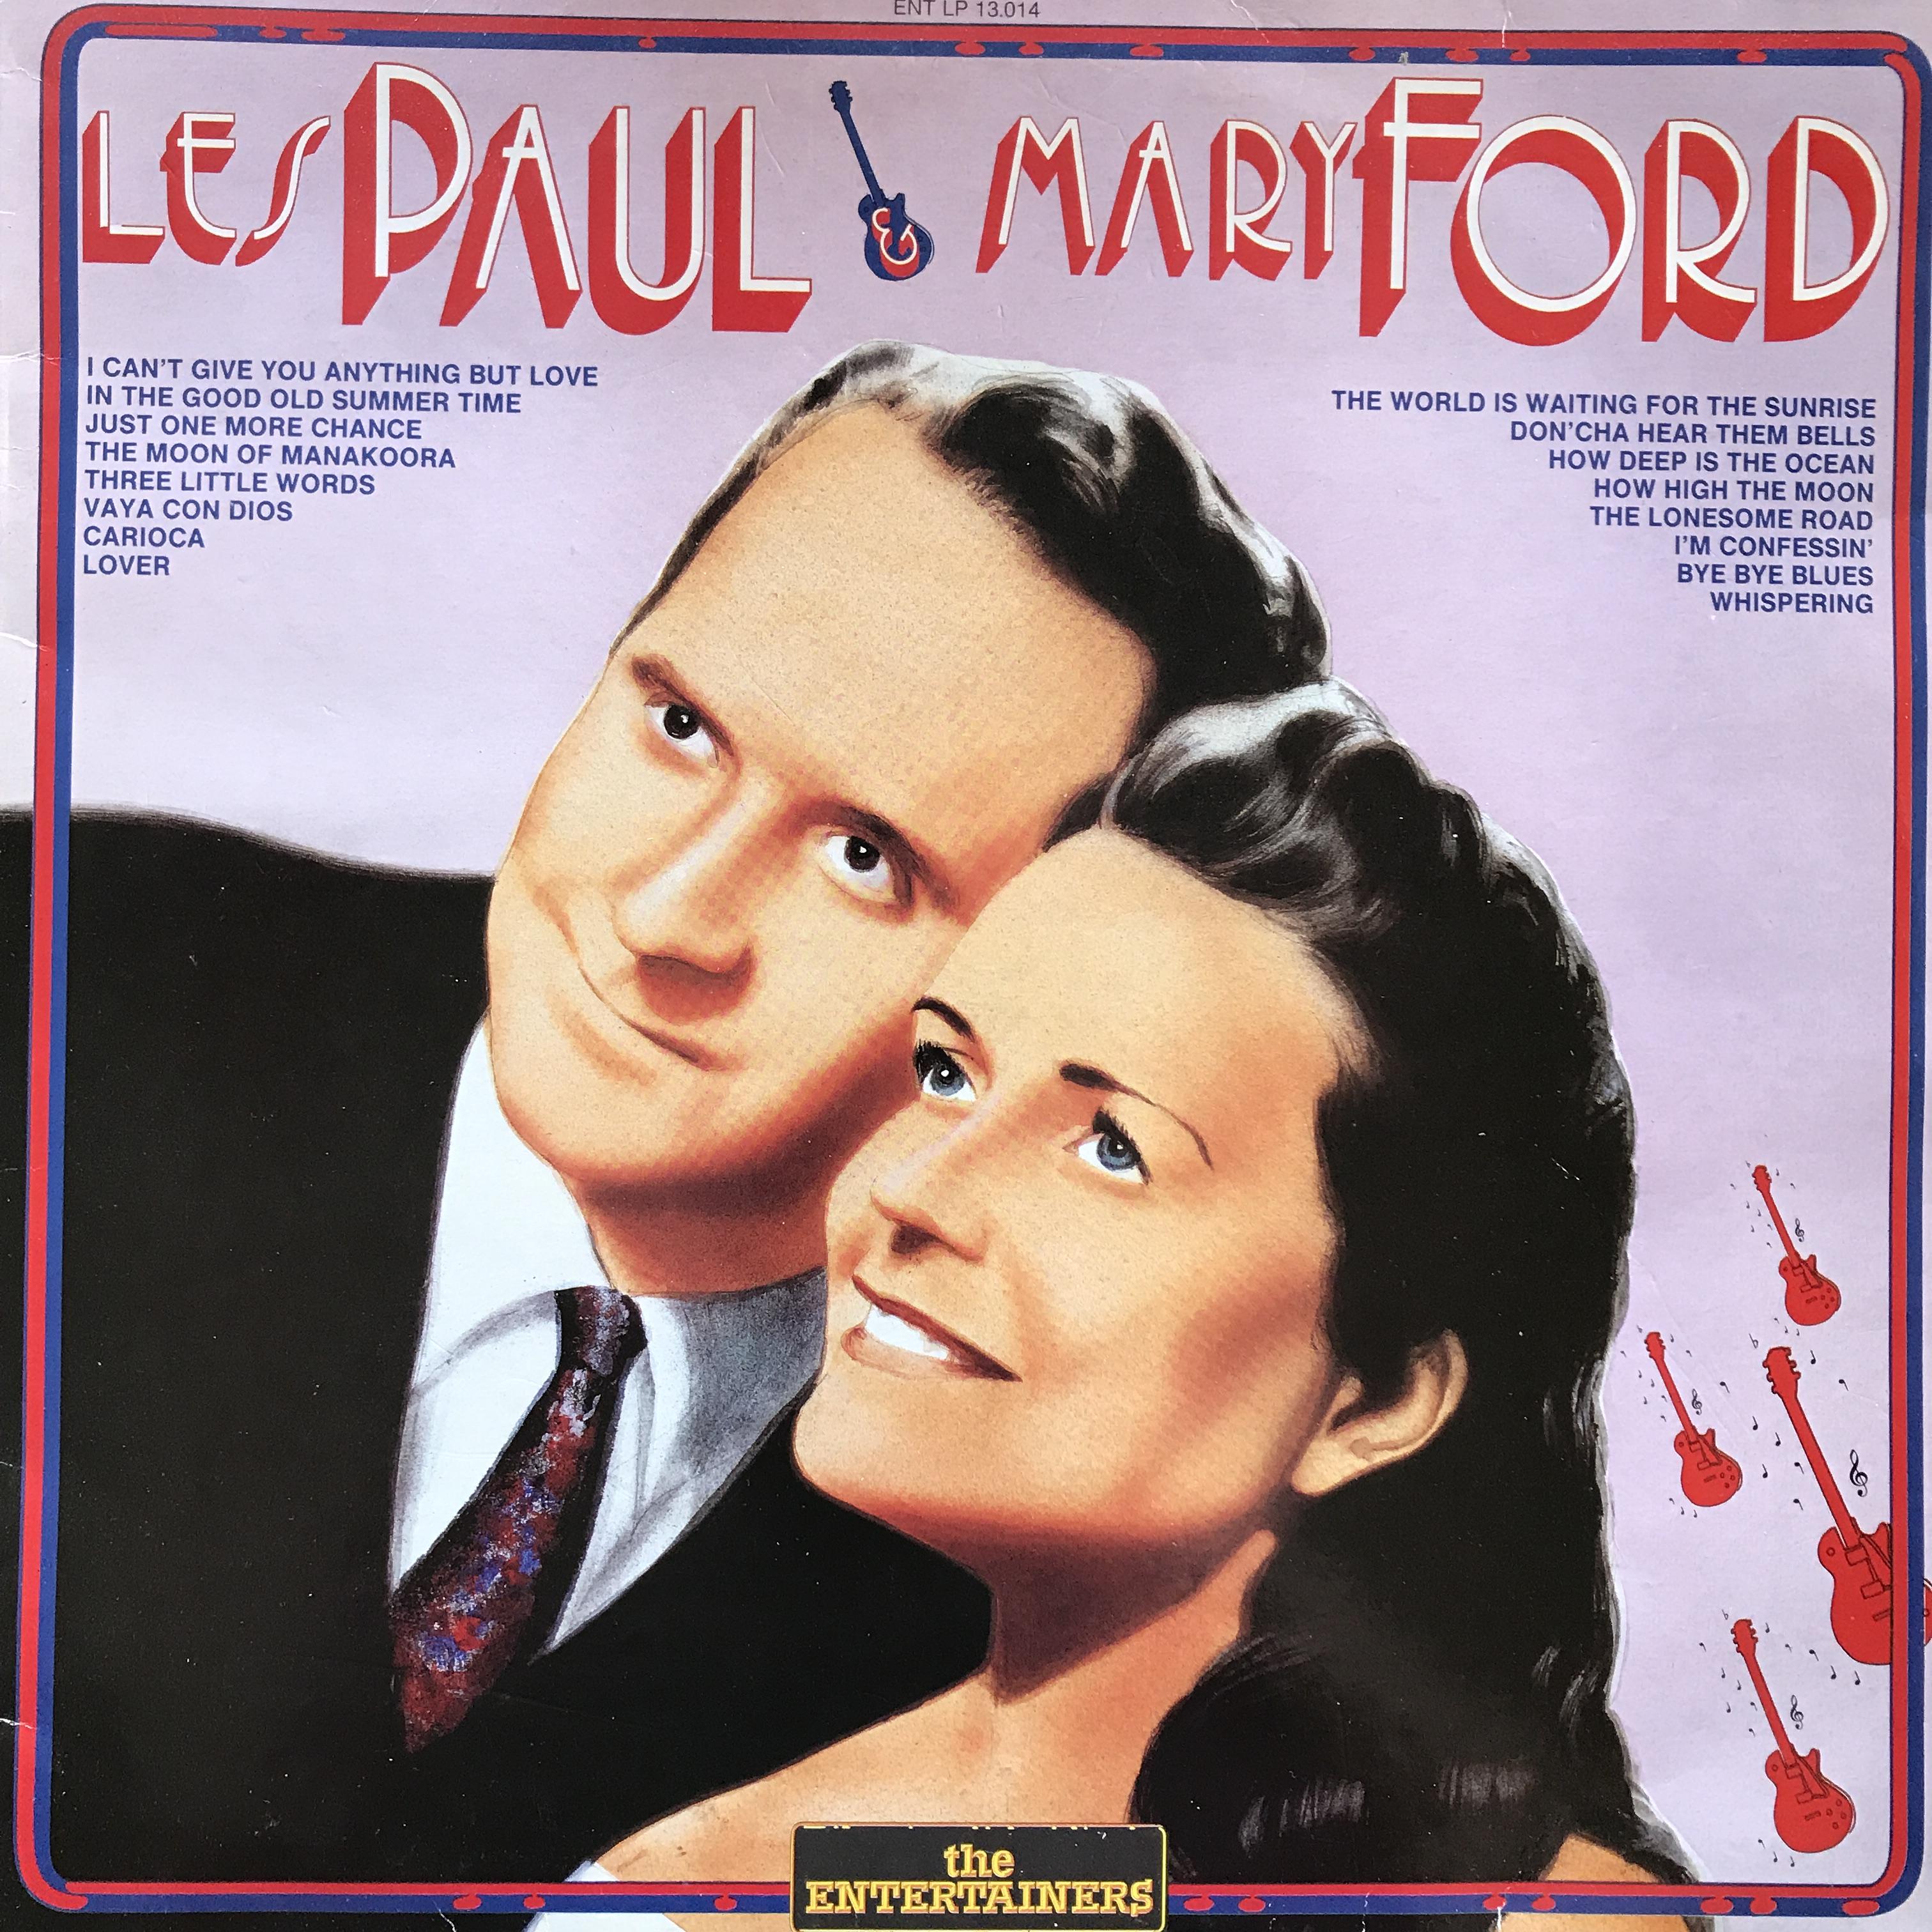 ENT LP 13.014
LES PAUL & MARY FORD
I CAN'T GIVE YOU ANYTHING BUT LOVE
IN THE GOOD OLD SUMMER TIME
JUST ONE MORE CHANCE
THE MOON OF MANAKOORA
THREE LITTLE WORDS
VAYA CON DIOS
CARIOCA
LOVER
THE WORLD IS WAITING FOR THE SUNRISE
DON'CHA HEAR THEM BELLS
HOW DEEP IS THE OCEAN
HOW HIGH THE MOON
THE LONESOME ROAD
I'M CONFESSIN'
BYE BYE BLUES
WHISPERING
the
ENTERTAINERS